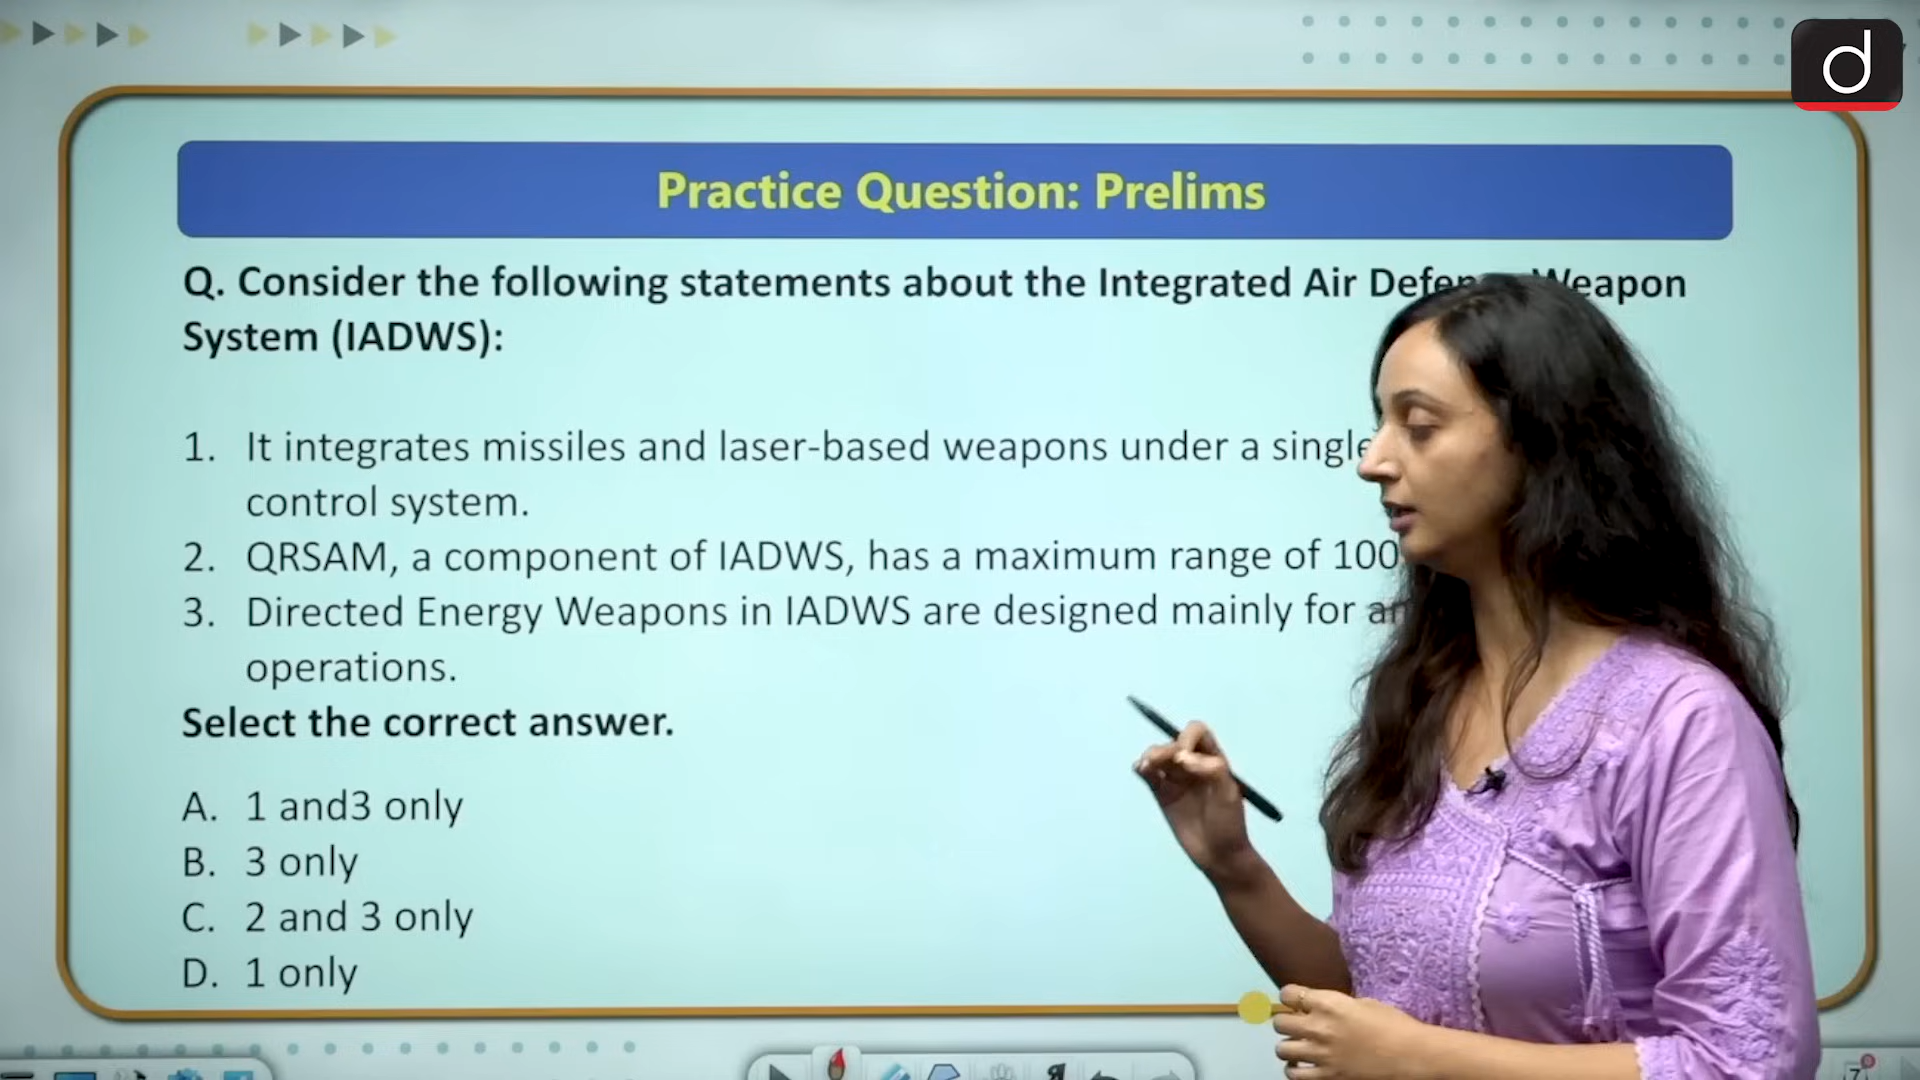 d
Practice Question: Prelims
Q. Consider the following statements about the Integrated Air Weapon
System (IADWS):
1. It integrates missiles and laser-based weapons under a single
control system.
2. QRSAM, a component of IADWS, has a maximum range of 100
3. Directed Energy Weapons in IADWS are designed mainly for
operations.
Select the correct answer.
A. 1 and3 only
B. 3 only
C. 2 and 3 only
D. 1 only